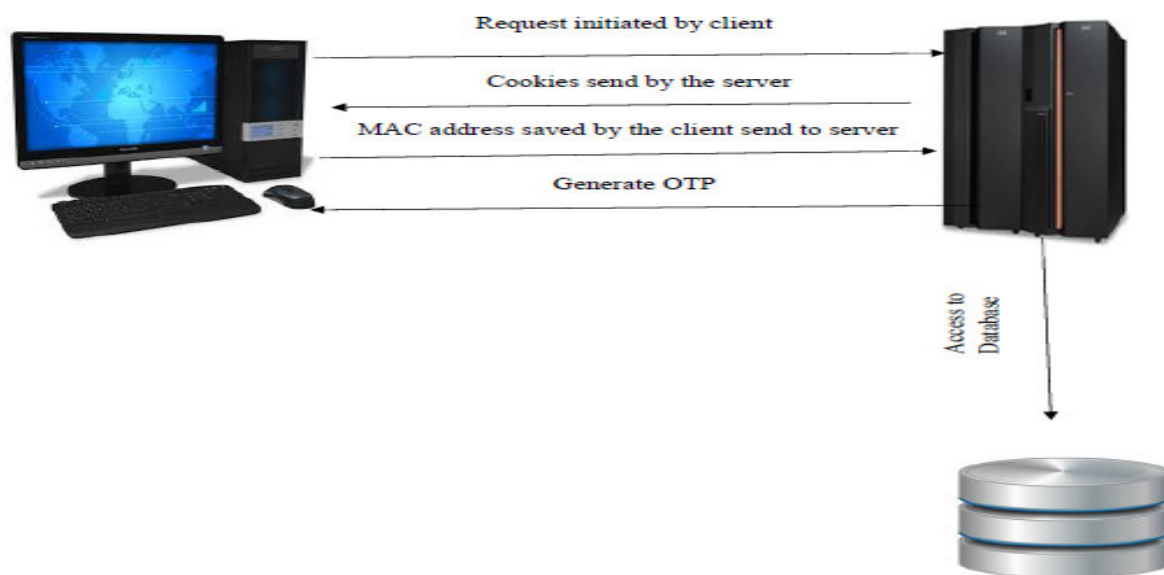 Request initiated by client
Cookies send by the server
MAC address saved by the client send to server
Generate OTP
Access to
Database